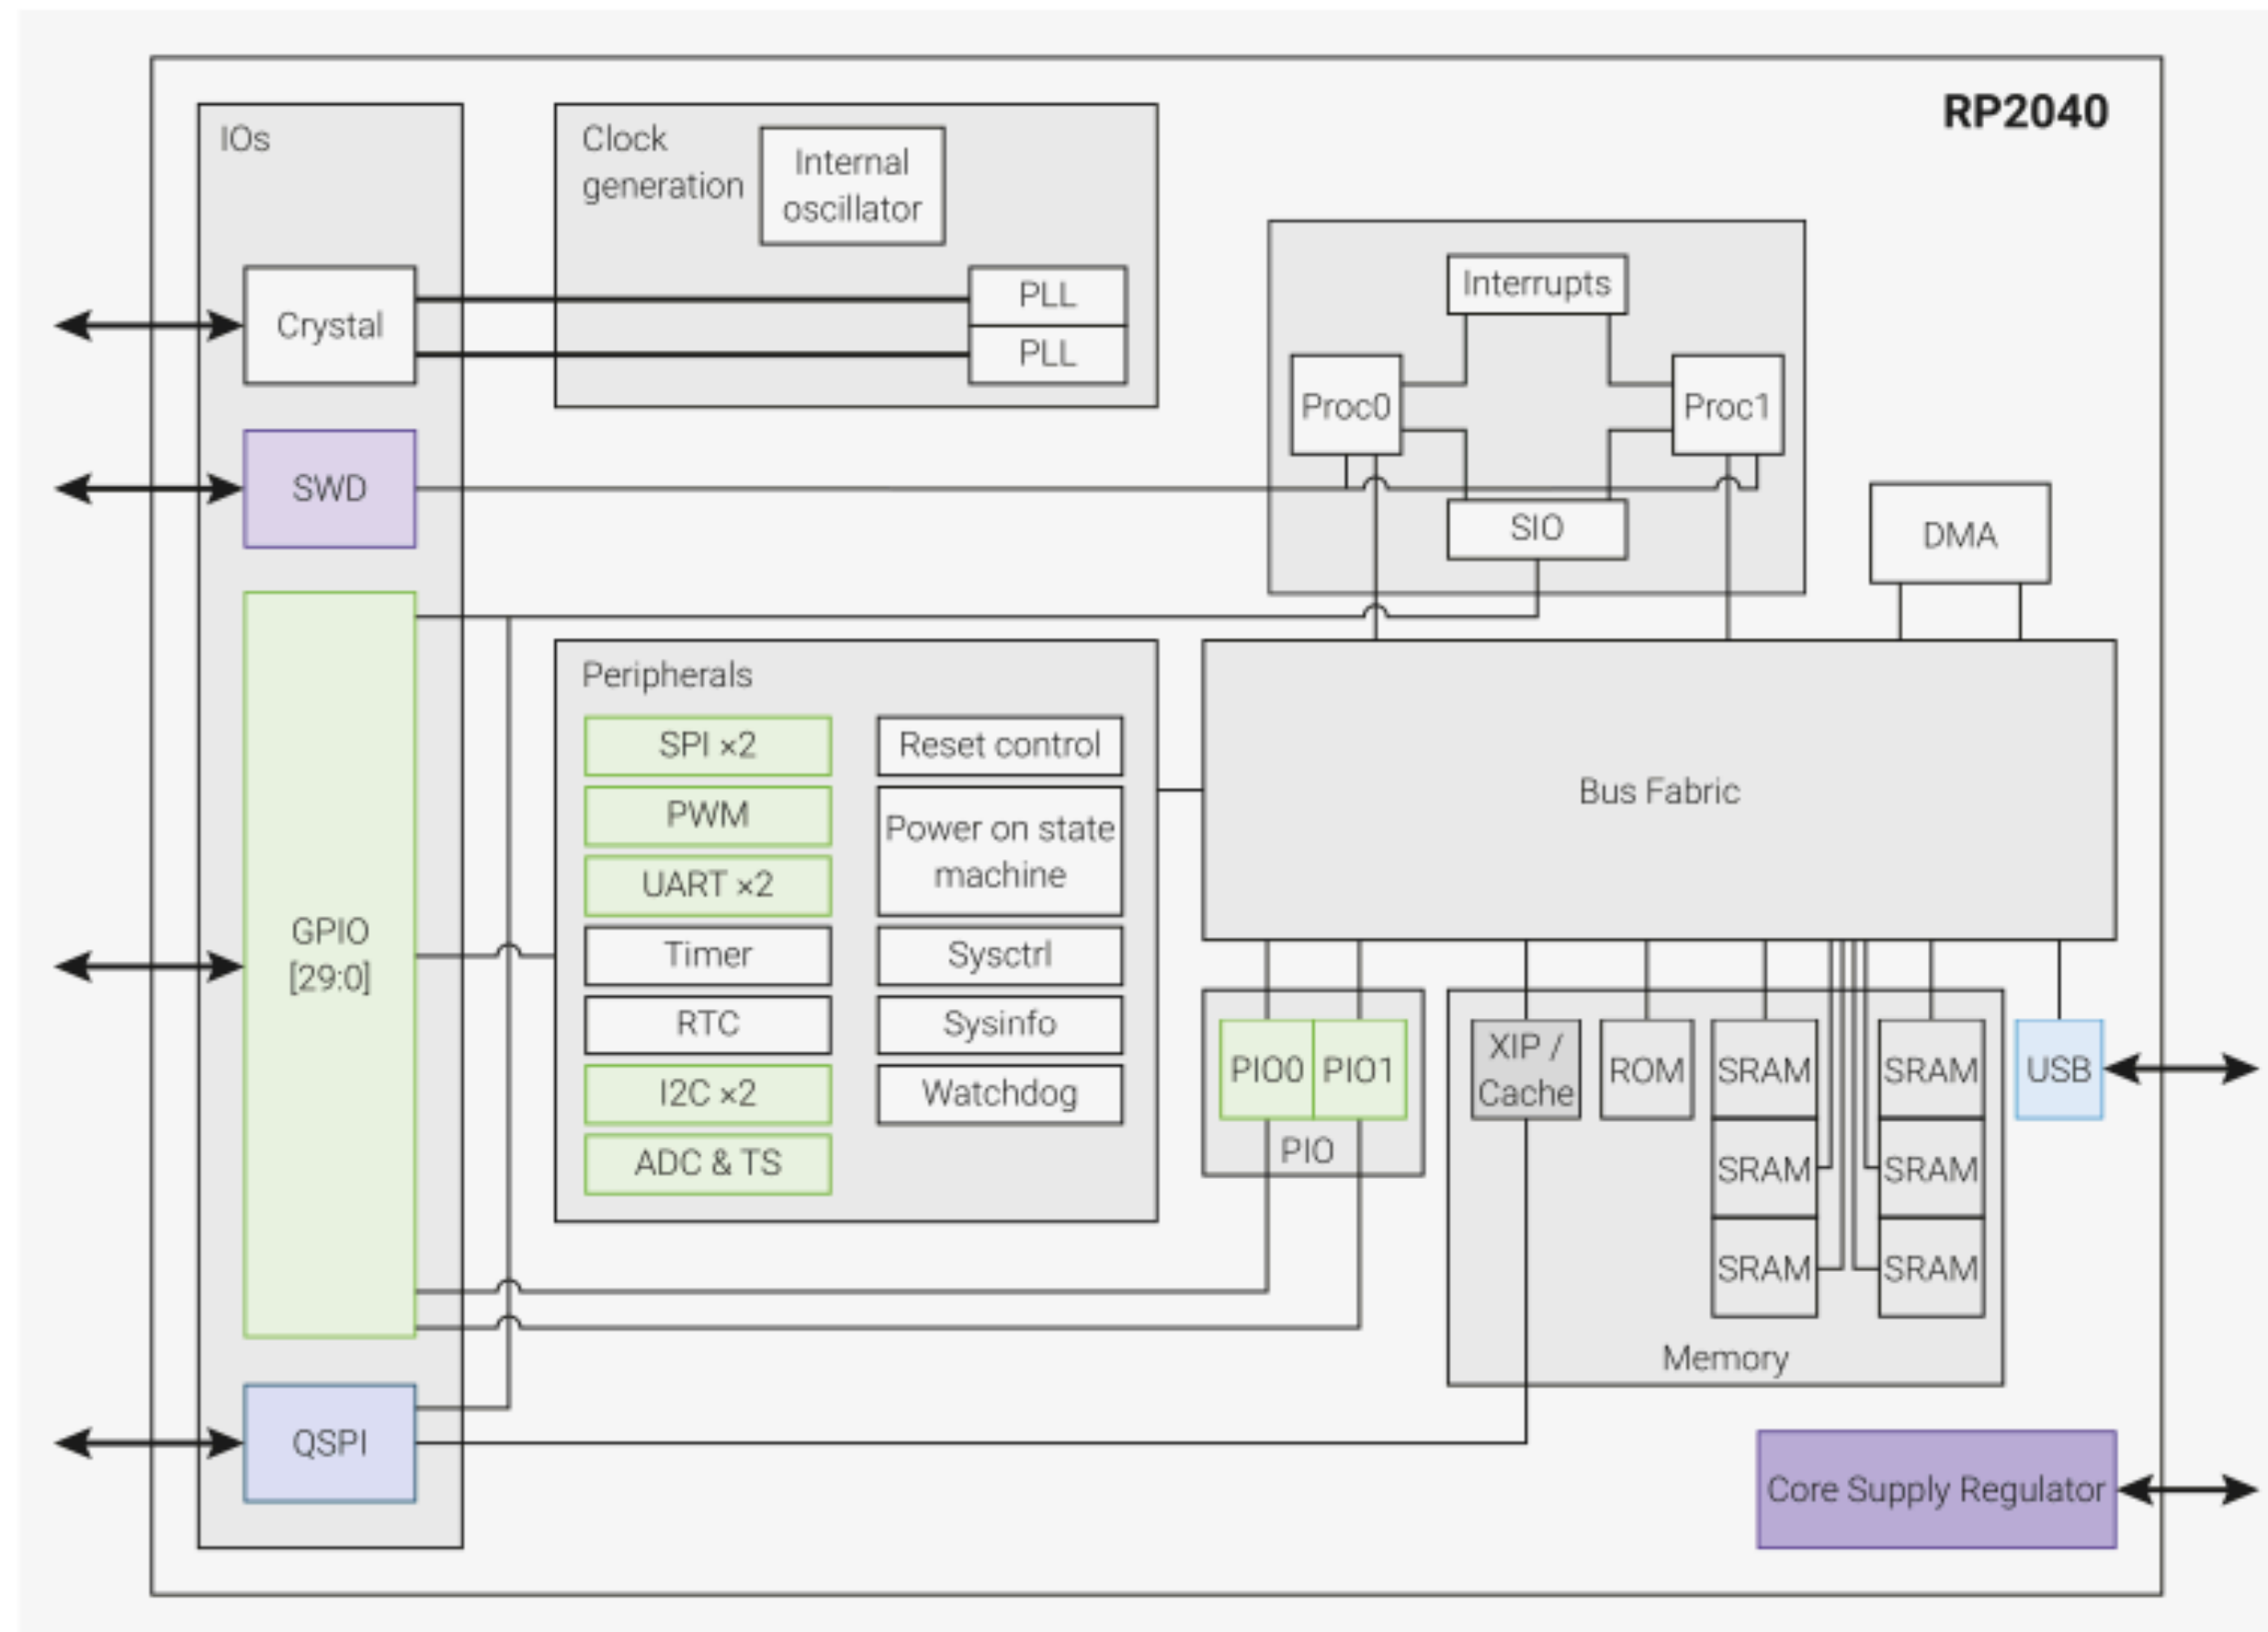 RP2040
IOs
Crystal
SWD
GPIO
[29:0]
QSPI
Clock
generation
Internal
oscillator
PLL
PLL
Interrupts
Proc0
Proc1
SIO
DMA
Peripherals
SPI ×2
PWM
UART ×2
Timer
RTC
I2C ×2
ADC & TS
Reset control
Power on state
machine
Sysctrl
Sysinfo
Watchdog
Bus Fabric
PIO0
PIO1
PIO
XIP /
Cache
ROM
SRAM
SRAM
SRAM
SRAM
SRAM
SRAM
Memory
USB
Core Supply Regulator